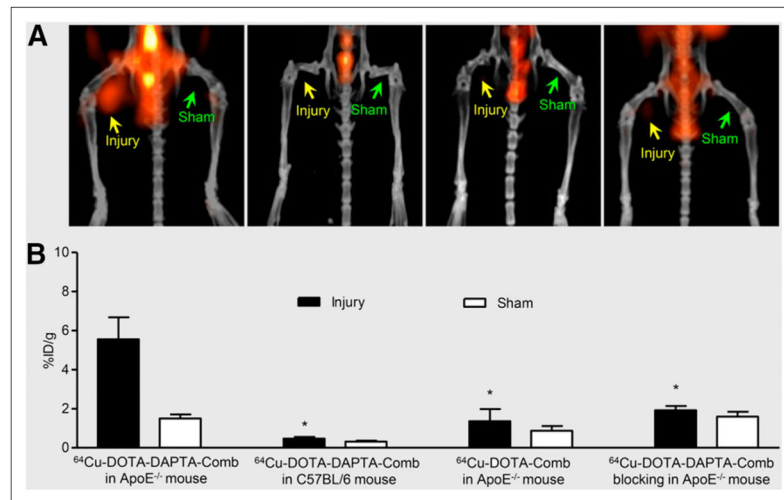 A
Injury
Sham
Injury
Sham
Injury
Sham
Injury
Sham
B
10
8
6
4
2
0
%ID/g
Injury
Sham
*
*
*
⁶⁴Cu-DOTA-DAPTA-Comb
in ApoE⁻/⁻ mouse
⁶⁴Cu-DOTA-DAPTA-Comb
in C57BL/6 mouse
⁶⁴Cu-DOTA-Comb
in ApoE⁻/⁻ mouse
⁶⁴Cu-DOTA-DAPTA-Comb
blocking in ApoE⁻/⁻ mouse